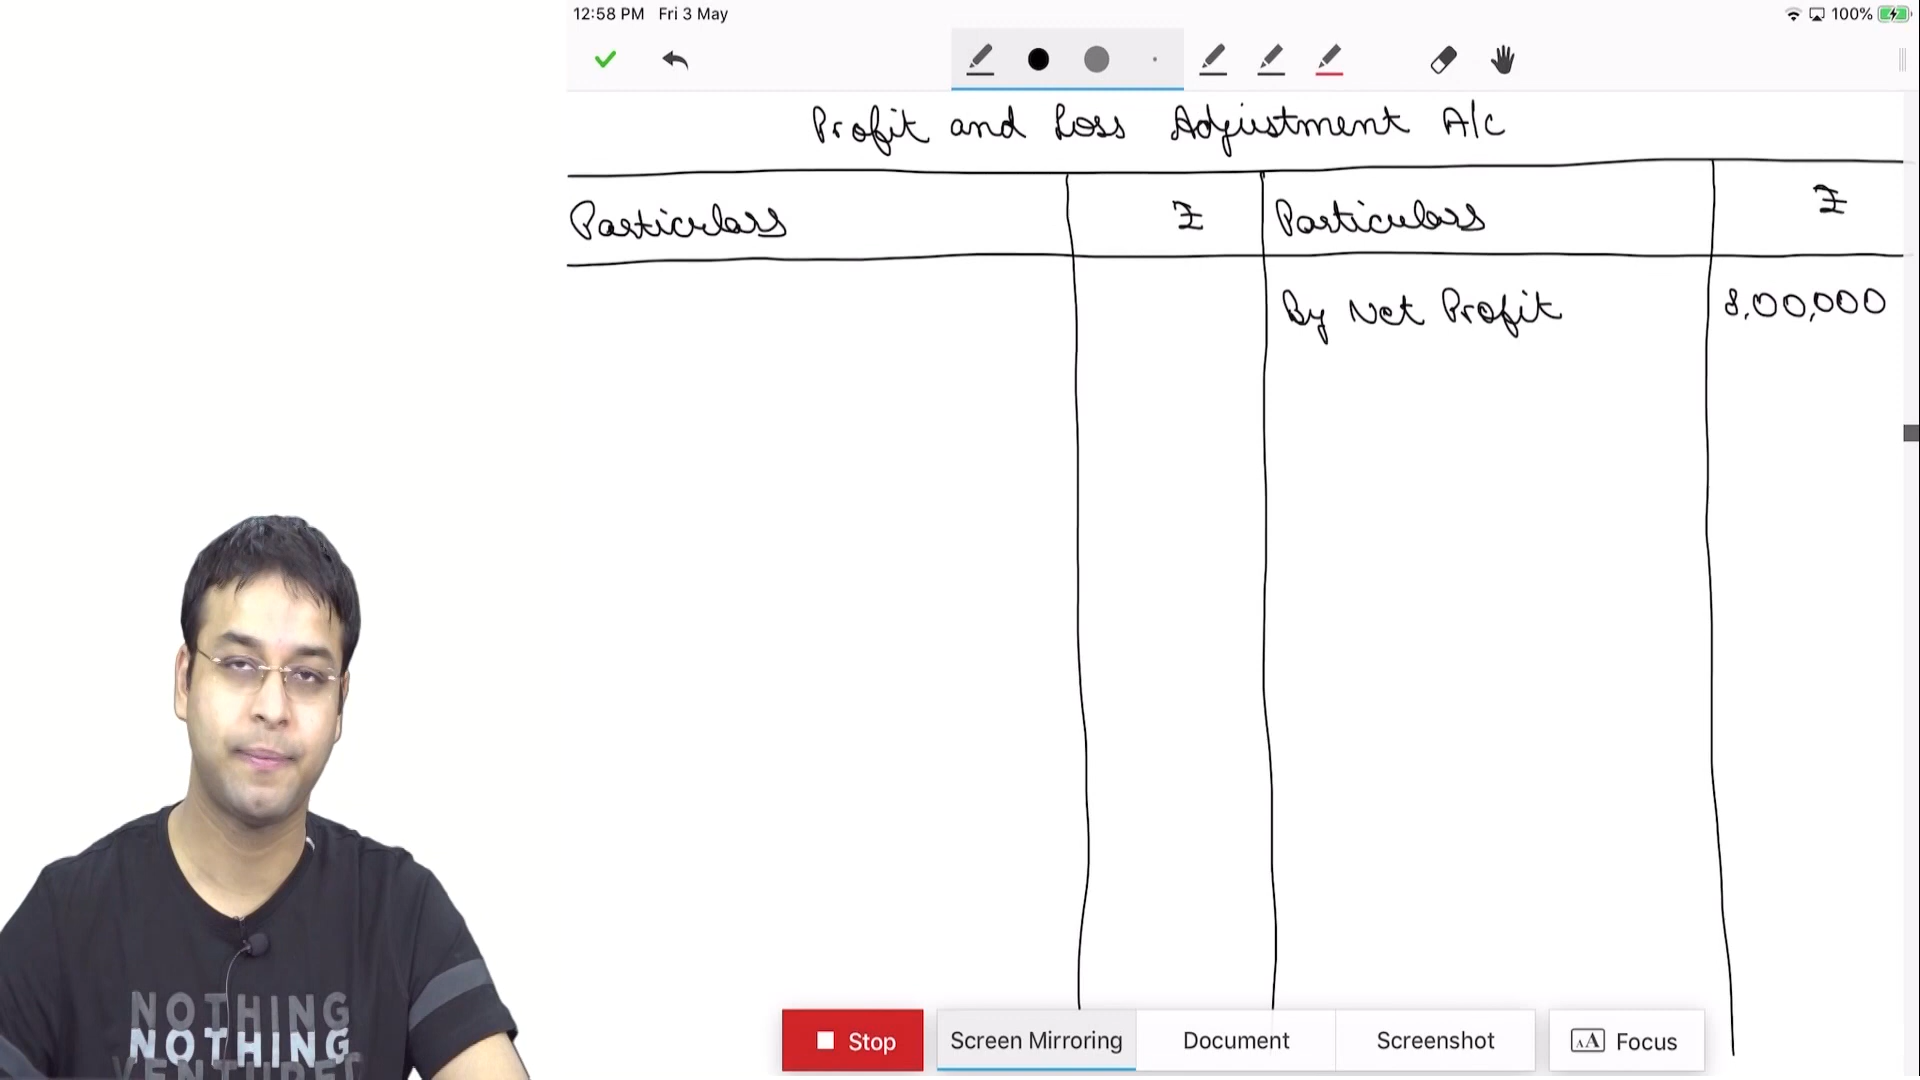 12:58 PM Fri 3 May
100%
Profit and Loss Adjustment A/c
Particulars ₹ Particulars ₹
By Net Profit 8,00,000
NOTHING
NOTHING
Stop Screen Mirroring Document Screenshot AA Focus